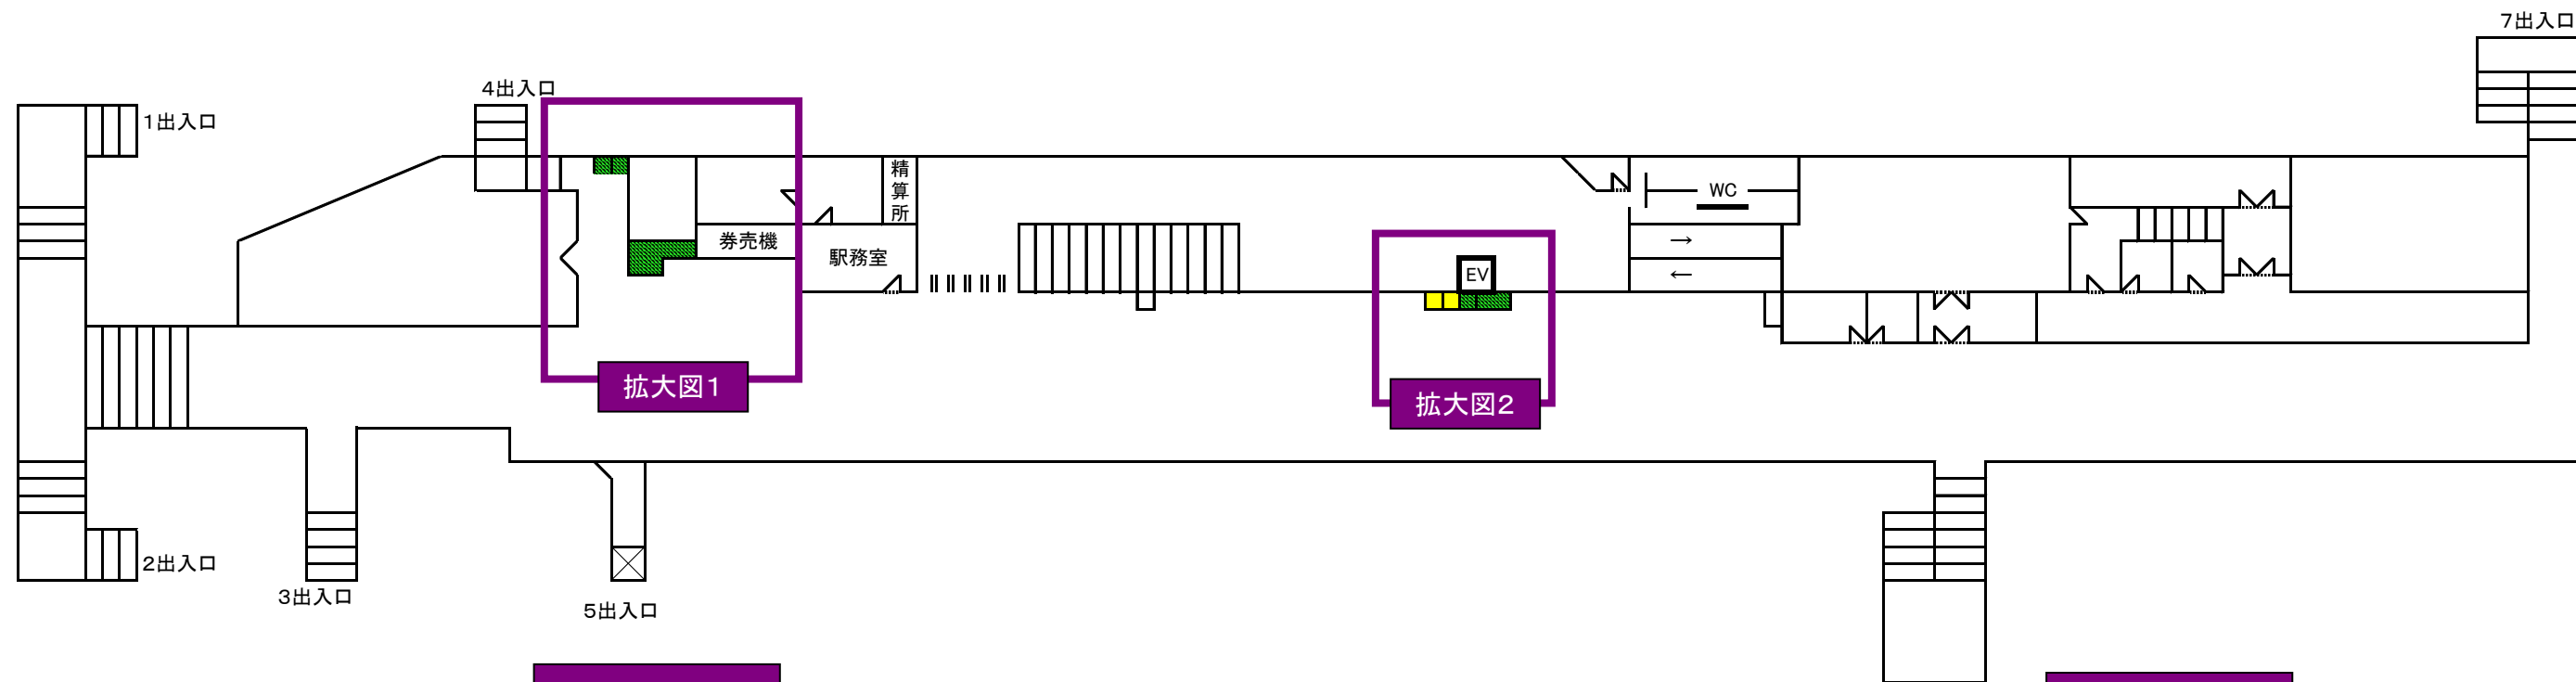 7出入口
4出入口
1出入口
精算所
WC
券売機
→
駅務室
←
EV
拡大図1
拡大図2
2出入口
3出入口
5出入口